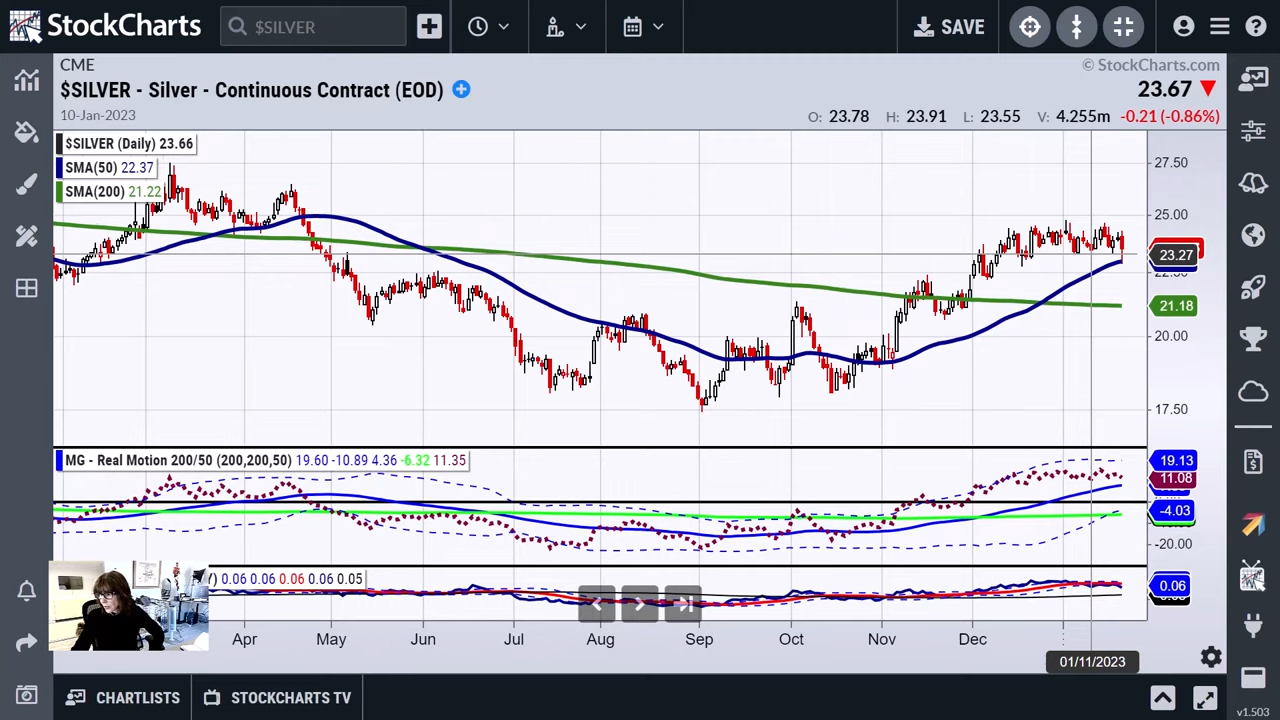 StockCharts
$SILVER
SAVE
CME
© StockCharts.com
$SILVER - Silver - Continuous Contract (EOD)
23.67
10-Jan-2023
O: 23.78 H: 23.91 L: 23.55 V: 4.255m -0.21 (-0.86%)
$SILVER (Daily) 23.66
SMA(50) 22.37
SMA(200) 21.22
27.50
25.00
23.27
22.50
21.18
20.00
17.50
MG - Real Motion 200/50 (200,200,50) 19.60 -10.89 4.36 -6.32 11.35
19.13
11.08
-4.03
-20.00
) 0.06 0.06 0.06 0.06 0.05
0.06
Apr May Jun Jul Aug Sep Oct Nov Dec
01/11/2023
CHARTLISTS
STOCKCHARTS TV
v1.503